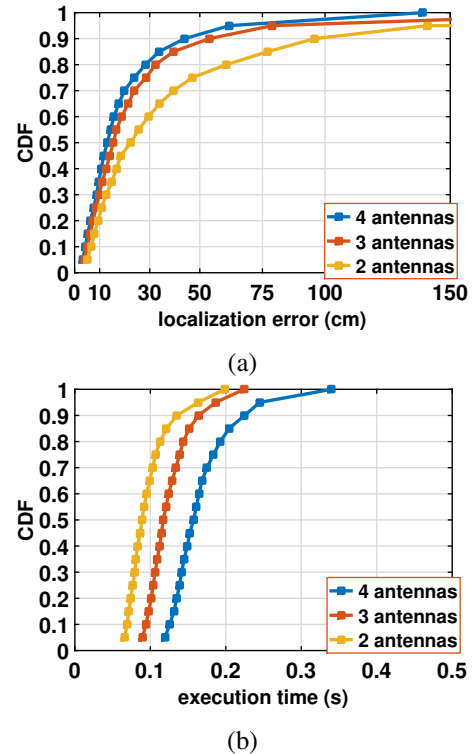 1
0.9
0.8
0.7
0.6
0.5
0.4
0.3
0.2
0.1
0
CDF
4 antennas
3 antennas
2 antennas
0 10 30 50 75 100 150
localization error (cm)
(a)
1
0.9
0.8
0.7
0.6
0.5
0.4
0.3
0.2
0.1
0
CDF
4 antennas
3 antennas
2 antennas
0 0.1 0.2 0.3 0.4 0.5
execution time (s)
(b)